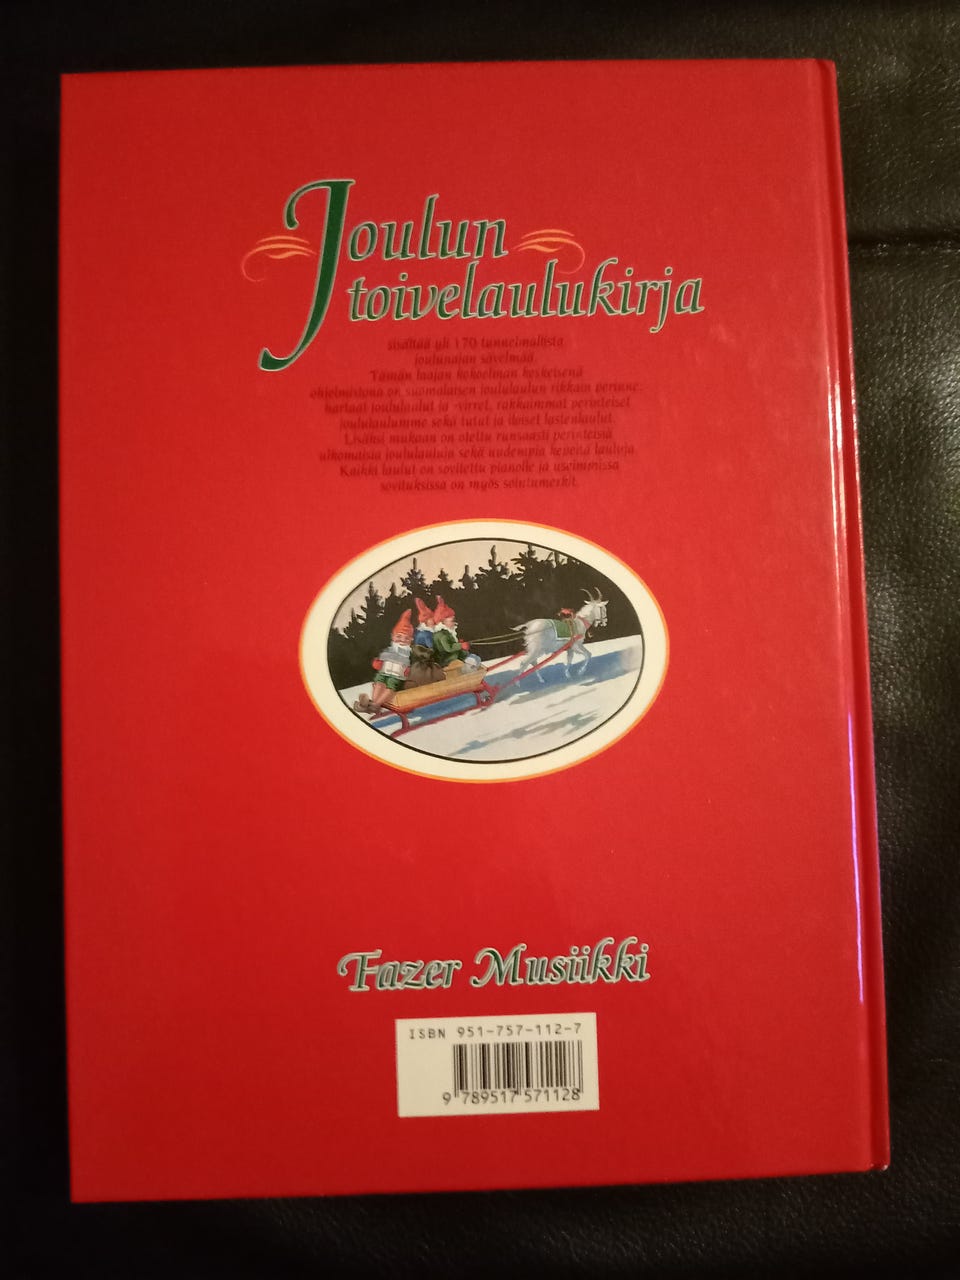 Joulun
toivelaulukirja
sisältää yli 170 tunnelmallista
joulunajan sävelmää.
Tämän laajan kokoelman keskeisenä
ohjelmistona on suomalaisen joululaulun rikkain perinne:
hartaat joululaulut ja -virret, rakkaimmat perinteiset
joululaulumme sekä tutut ja iloiset lastenlaulut.
Lisäksi mukaan on otettu runsaasti perinteisiä
ulkomaisia joululauluja sekä uudempia kepeitä lauluja.
Kaikki laulut on sovitettu pianolle ja useimmissa
sovituksissa on myös sointumerkit.
Fazer Musiikki
ISBN 951-757-112-7
9 789517 571128